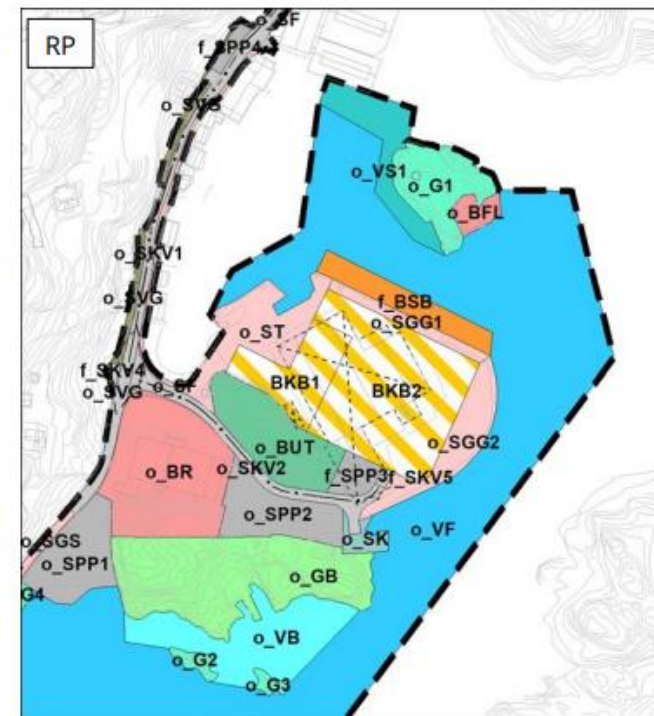 RP
o_SF
f_SPP4
o_SVG
o_VS1
o_G1
o_BFL
o_SKV1
o_SVG
f_BSB
o_SGG1
o_ST
f_SKV4
o_SF
o_SVG
BKB1
BKB2
o_BUT
o_SGG2
o_BR
o_SKV2
f_SPP3
f_SKV5
o_SPP2
o_SK
o_VF
o_SGS
o_SPP1
o_GB
G4
o_VB
o_G2
o_G3